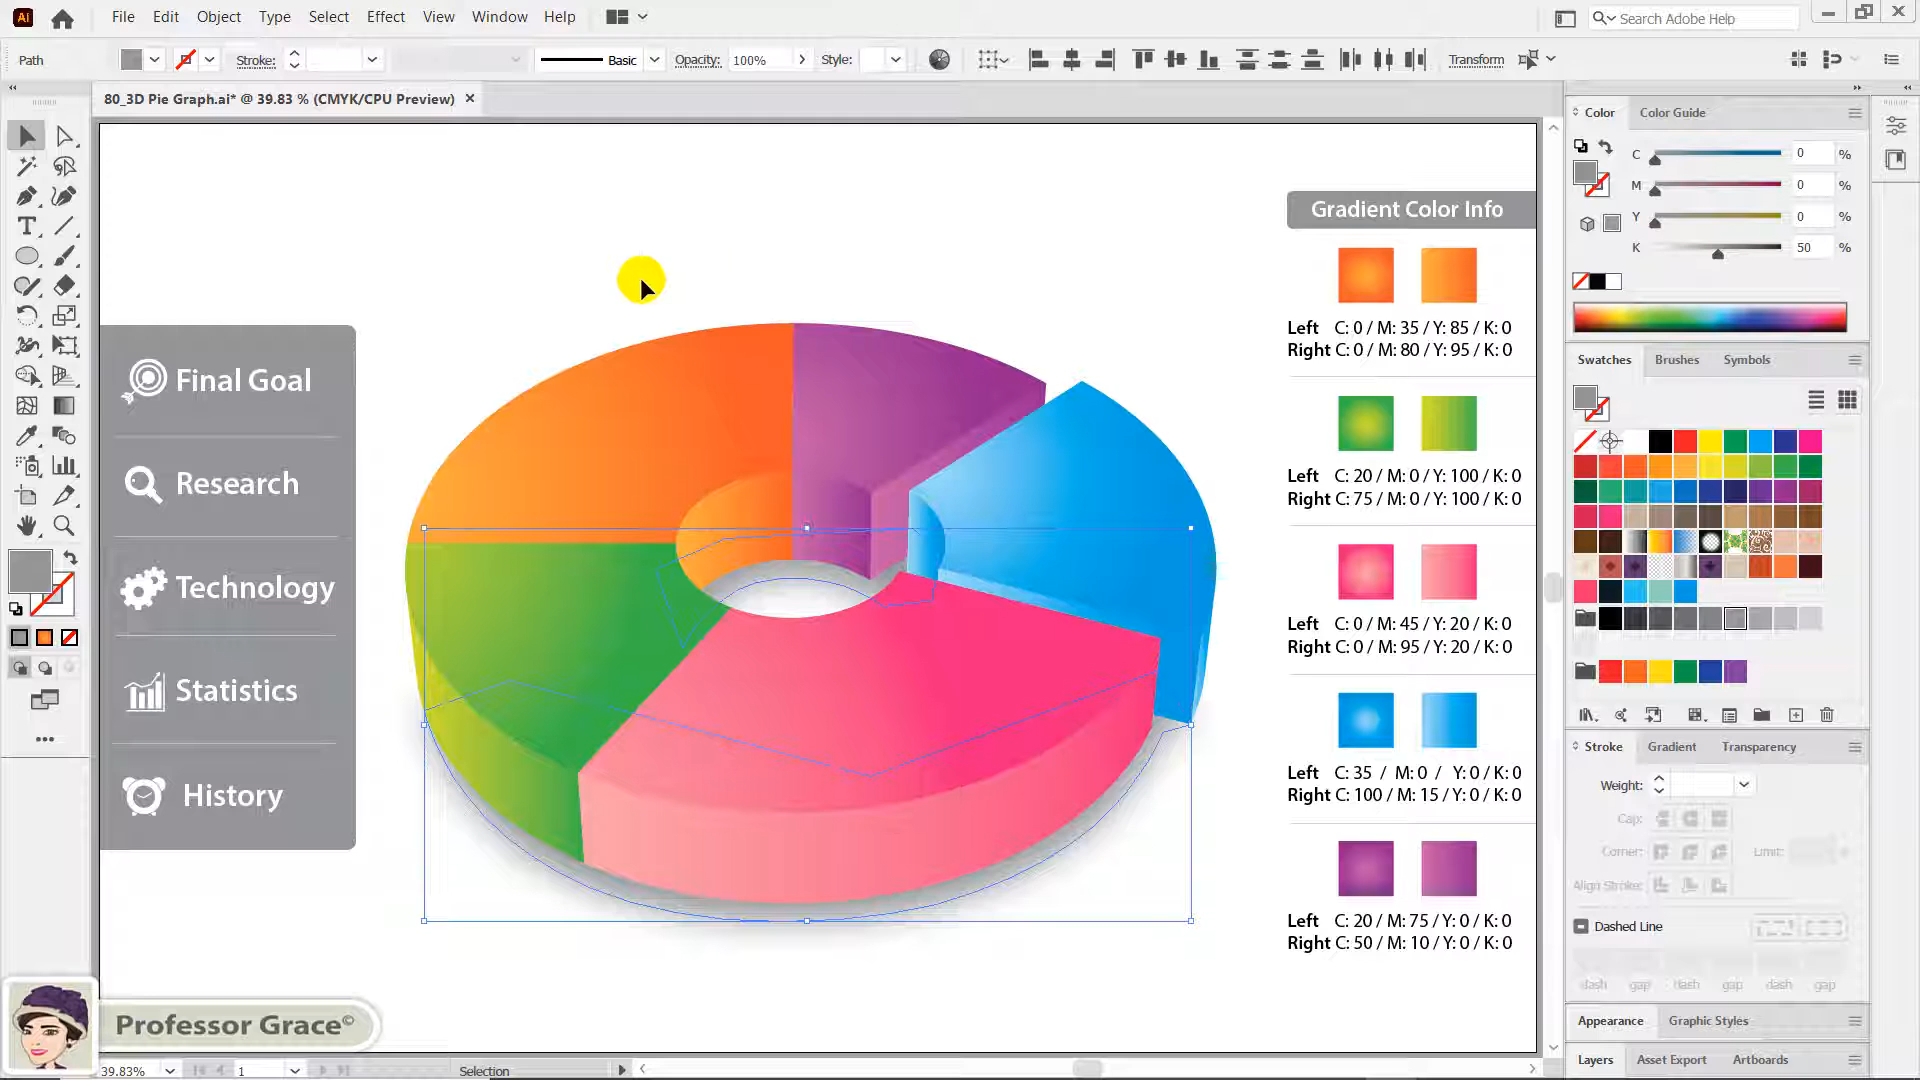 Ai File Edit Object Type Select Effect View Window Help Search Adobe Help
Path Stroke: Basic Opacity: 100% Style: Transform
80_3D Pie Graph.ai* @ 39.83 % (CMYK/CPU Preview)
Color Color Guide
C 0 %
M 0 %
Y 0 %
K 50 %
Swatches Brushes Symbols
Stroke Gradient Transparency
Weight:
Cap:
Corner: Limit:
Align Stroke:
Dashed Line
dash gap dash gap dash gap
Appearance Graphic Styles
Layers Asset Export Artboards
Final Goal
Research
Technology
Statistics
History
Gradient Color Info
Left C: 0 / M: 35 / Y: 85 / K: 0
Right C: 0 / M: 80 / Y: 95 / K: 0
Left C: 20 / M: 0 / Y: 100 / K: 0
Right C: 75 / M: 0 / Y: 100 / K: 0
Left C: 0 / M: 45 / Y: 20 / K: 0
Right C: 0 / M: 95 / Y: 20 / K: 0
Left C: 35 / M: 0 / Y: 0 / K: 0
Right C: 100 / M: 15 / Y: 0 / K: 0
Left C: 20 / M: 75 / Y: 0 / K: 0
Right C: 50 / M: 10 / Y: 0 / K: 0
Professor Grace©
39.83% 1 Selection